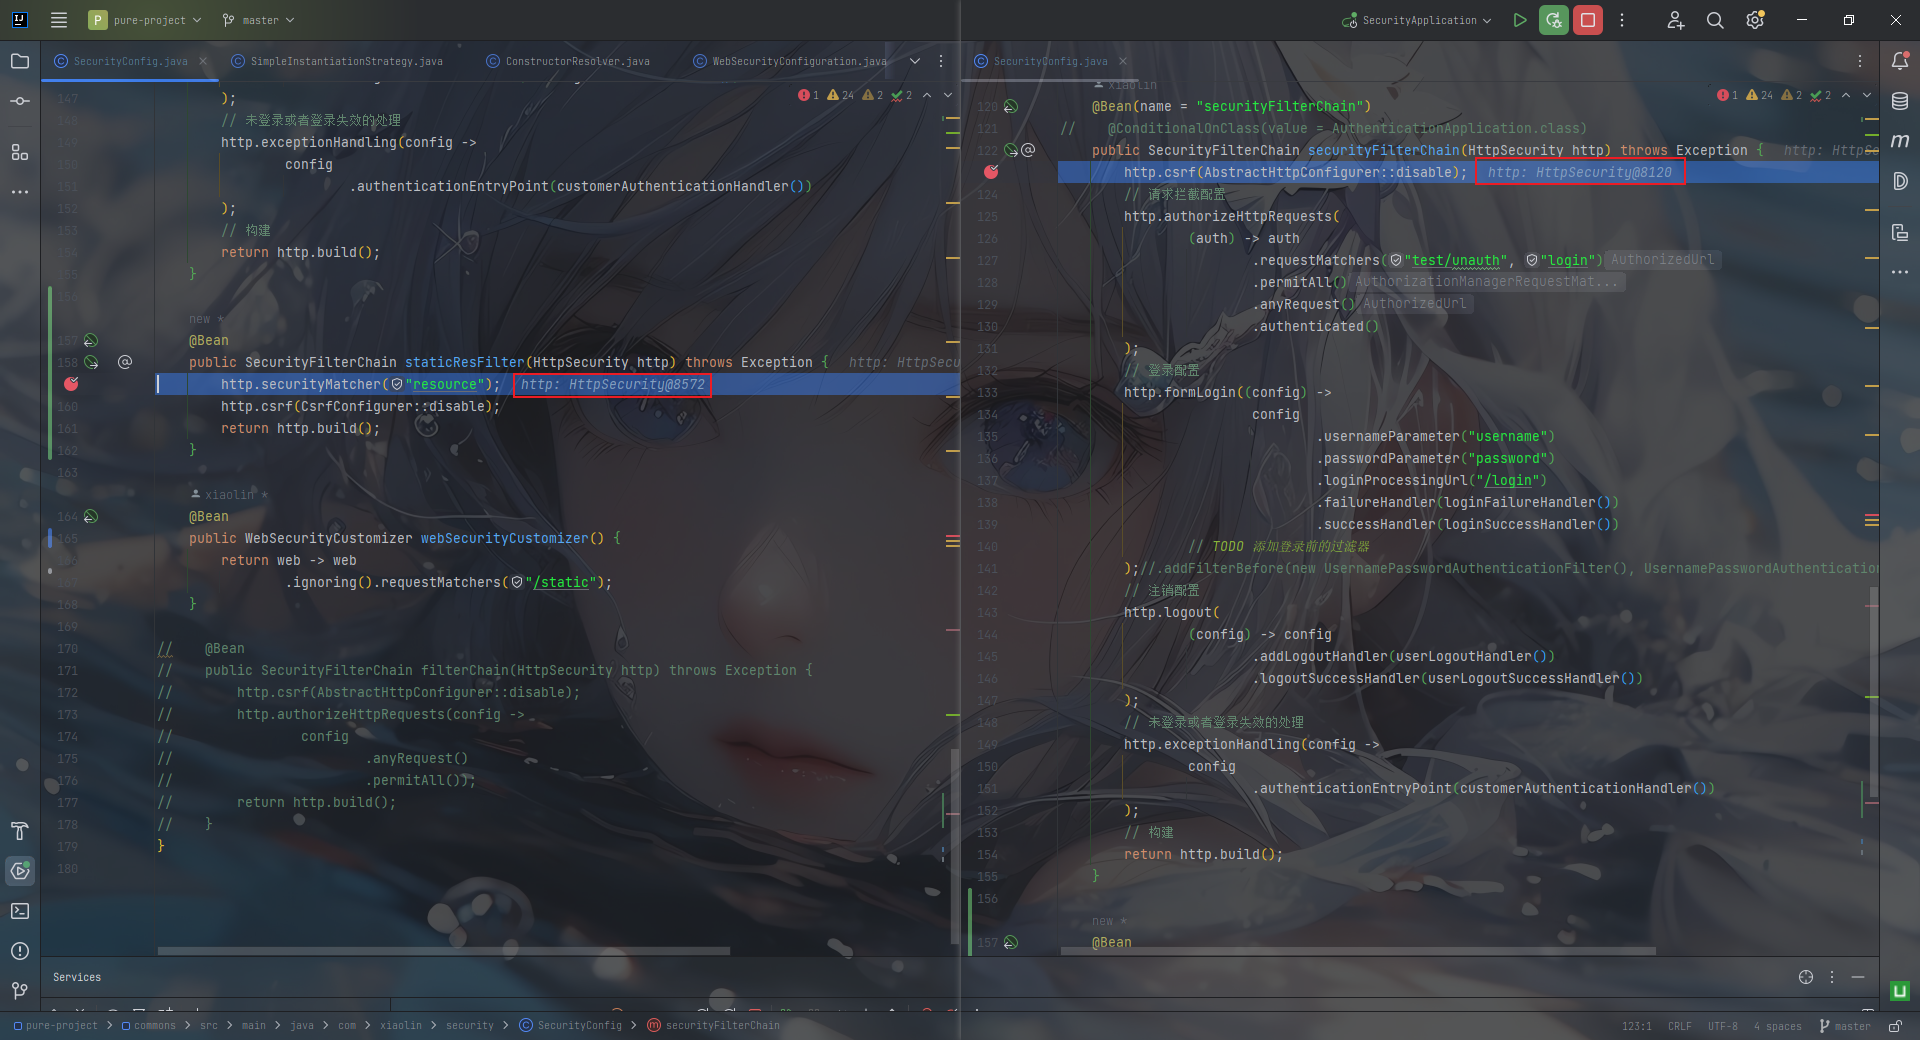 pure-project
master
SecurityApplication
SecurityConfig.java
SimpleInstantiationStrategy.java
ConstructorResolver.java
WebSecurityConfiguration.java
1 24 2 2
147 );
148 // 未登录或者登录失效的处理
149 http.exceptionHandling(config ->
150 config
151 .authenticationEntryPoint(customerAuthenticationHandler())
152 );
153 // 构建
154 return http.build();
155 }
156
new *
157 @Bean
158 public SecurityFilterChain staticResFilter(HttpSecurity http) throws Exception { http: HttpSecu
http.securityMatcher("resource"); http: HttpSecurity@8572
160 http.csrf(CsrfConfigurer::disable);
161 return http.build();
162 }
163
xiaolin *
164 @Bean
165 public WebSecurityCustomizer webSecurityCustomizer() {
166 return web -> web
167 .ignoring().requestMatchers("/static");
168 }
169
170 // @Bean
171 // public SecurityFilterChain filterChain(HttpSecurity http) throws Exception {
172 // http.csrf(AbstractHttpConfigurer::disable);
173 // http.authorizeHttpRequests(config ->
174 // config
175 // .anyRequest()
176 // .permitAll());
177 // return http.build();
178 // }
179 }
180
SecurityConfig.java
1 24 2 2
xiaolin
120 @Bean(name = "securityFilterChain")
121 // @ConditionalOnClass(value = AuthenticationApplication.class)
122 public SecurityFilterChain securityFilterChain(HttpSecurity http) throws Exception { http: HttpSe
http.csrf(AbstractHttpConfigurer::disable); http: HttpSecurity@8120
124 // 请求拦截配置
125 http.authorizeHttpRequests(
126 (auth) -> auth
127 .requestMatchers("test/unauth", "login") AuthorizedUrl
128 .permitAll() AuthorizationManagerRequestMat...
129 .anyRequest() AuthorizedUrl
130 .authenticated()
131 );
132 // 登录配置
133 http.formLogin((config) ->
134 config
135 .usernameParameter("username")
136 .passwordParameter("password")
137 .loginProcessingUrl("/login")
138 .failureHandler(loginFailureHandler())
139 .successHandler(loginSuccessHandler())
140 // TODO 添加登录前的过滤器
141 );//.addFilterBefore(new UsernamePasswordAuthenticationFilter(), UsernamePasswordAuthentication
142 // 注销配置
143 http.logout(
144 (config) -> config
145 .addLogoutHandler(userLogoutHandler())
146 .logoutSuccessHandler(userLogoutSuccessHandler())
147 );
148 // 未登录或者登录失效的处理
149 http.exceptionHandling(config ->
150 config
151 .authenticationEntryPoint(customerAuthenticationHandler())
152 );
153 // 构建
154 return http.build();
155 }
156
new *
157 @Bean
Services
pure-project > commons > src > main > java > com > xiaolin > security > SecurityConfig > securityFilterChain
123:1 CRLF UTF-8 4 spaces master